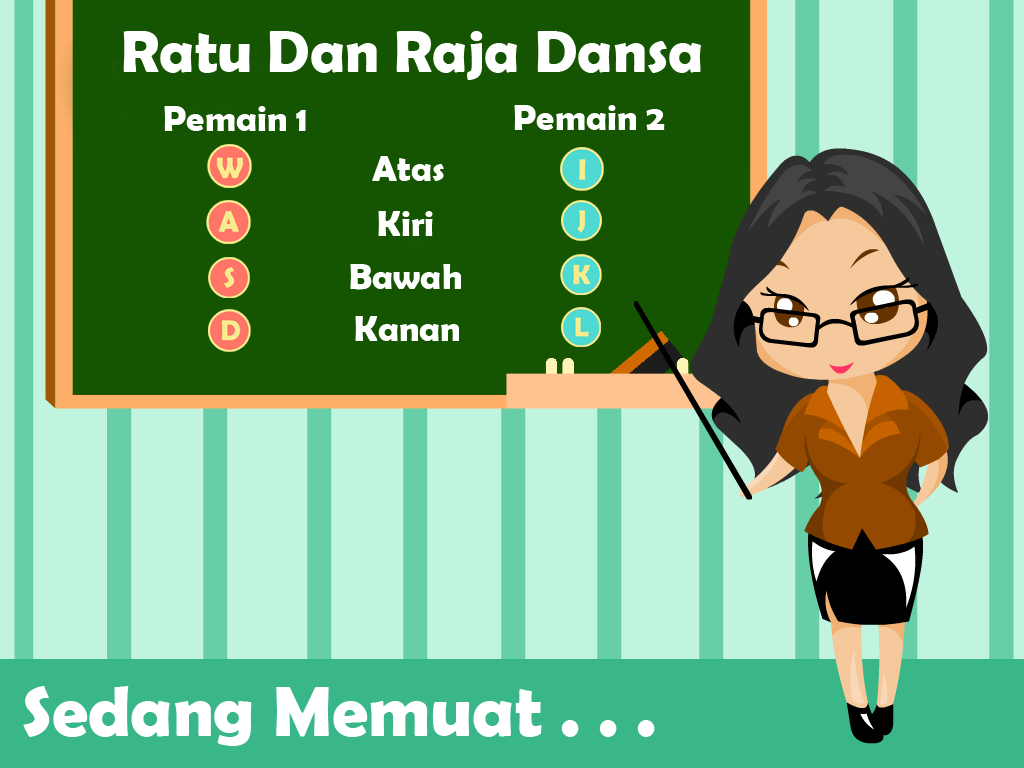 Ratu Dan Raja Dansa
Pemain 1 Pemain 2
W Atas I
A Kiri J
S Bawah K
D Kanan L
Sedang Memuat . . .